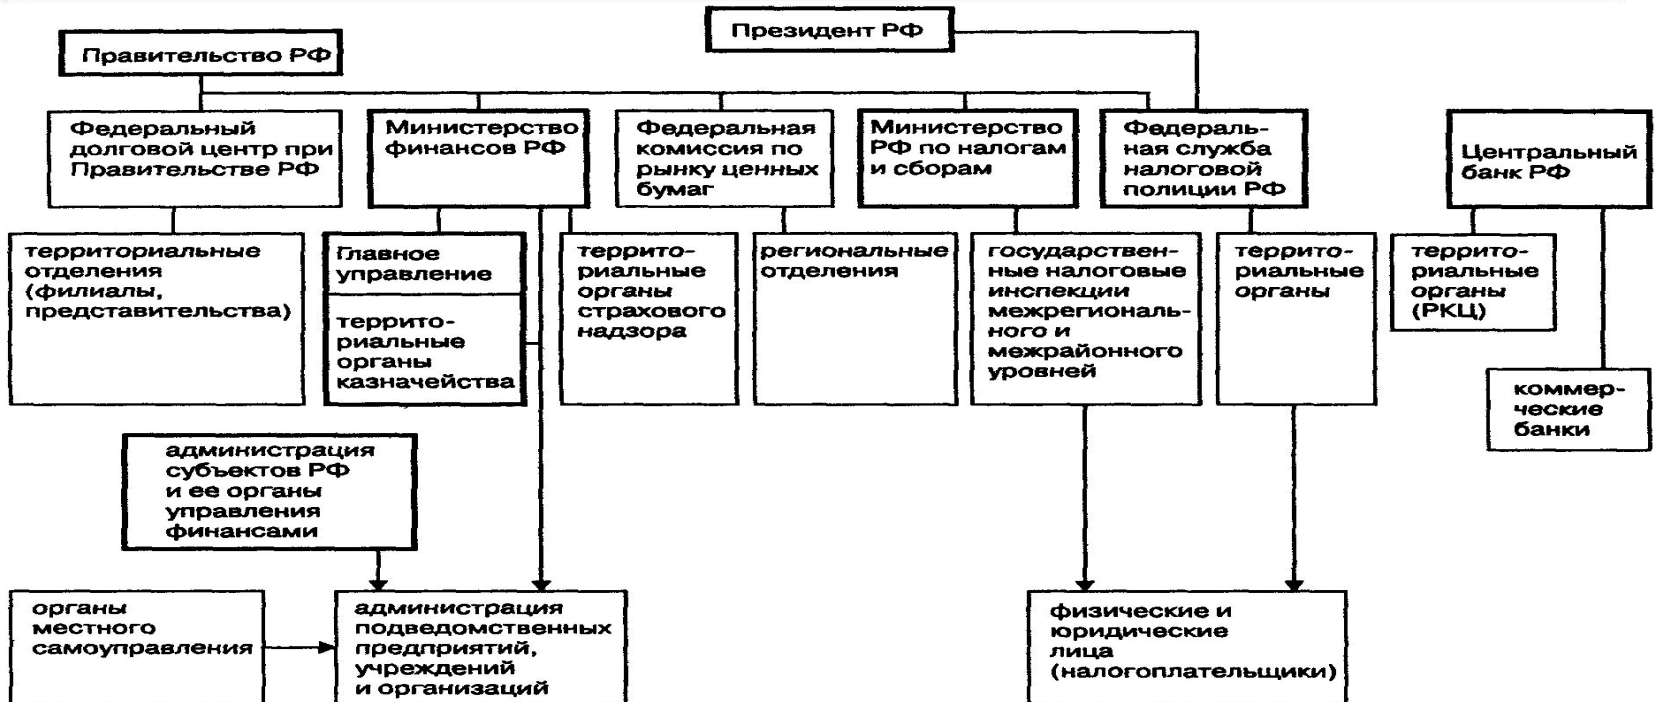 Президент РФ
Правительство РФ
Федеральный
долговой центр при
Правительстве РФ
Министерство
финансов РФ
Федеральная
комиссия по
рынку ценных
бумаг
Министерство
РФ по налогам
и сборам
Федераль-
ная служба
налоговой
полиции РФ
Центральный
банк РФ
территориальные
отделения
(филиалы,
представительства)
Главное
управление
террито-
риальные
органы
казначейства
террито-
риальные
органы
страхового
надзора
региональные
отделения
государствен-
ные налоговые
инспекции
межрегиональ-
ного и
межрайонного
уровней
террито-
риальные
органы
террито-
риальные
органы
(РКЦ)
коммер-
ческие
банки
администрация
субъектов РФ
и ее органы
управления
финансами
органы
местного
самоуправления
администрация
подведомственных
предприятий,
учреждений
и организаций
физические и
юридические
лица
(налогоплательщики)